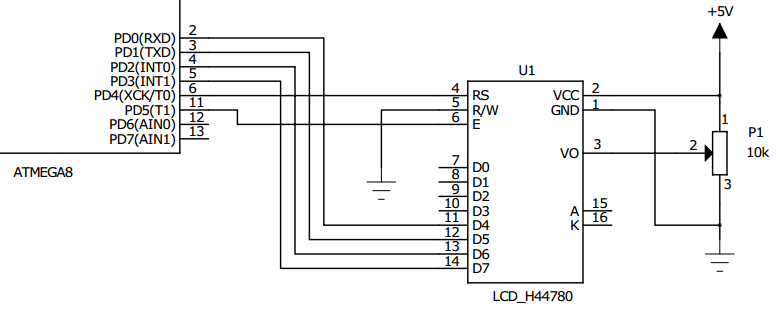 +5V
PD0(RXD) 2
PD1(TXD) 3
PD2(INT0) 4
PD3(INT1) 5
PD4(XCK/T0) 6
PD5(T1) 11
PD6(AIN0) 12
PD7(AIN1) 13
ATMEGA8
U1
4 RS VCC 2
5 R/W GND 1
6 E
VO 3
7 D0
8 D1
9 D2
10 D3 A 15
11 D4 K 16
12 D5
13 D6
14 D7
LCD_H44780
1
P1
2
10k
3